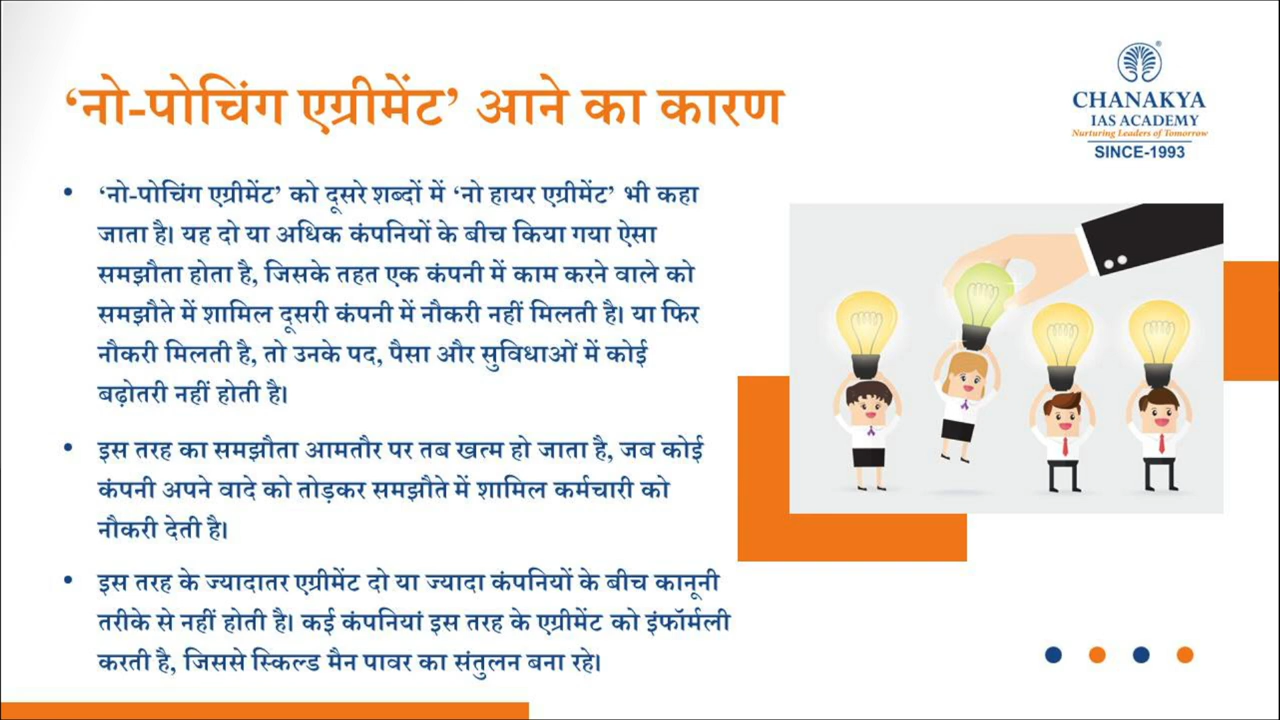 ‘नो-पोचिंग एग्रीमेंट’ आने का कारण
CHANAKYA
IAS ACADEMY
Nurturing Leaders of Tomorrow
SINCE-1993
• ‘नो-पोचिंग एग्रीमेंट’ को दूसरे शब्दों में ‘नो हायर एग्रीमेंट’ भी कहा
जाता है। यह दो या अधिक कंपनियों के बीच किया गया ऐसा
समझौता होता है, जिसके तहत एक कंपनी में काम करने वाले को
समझौते में शामिल दूसरी कंपनी में नौकरी नहीं मिलती है। या फिर
नौकरी मिलती है, तो उनके पद, पैसा और सुविधाओं में कोई
बढ़ोतरी नहीं होती है।
• इस तरह का समझौता आमतौर पर तब खत्म हो जाता है, जब कोई
कंपनी अपने वादे को तोड़कर समझौते में शामिल कर्मचारी को
नौकरी देती है।
• इस तरह के ज्यादातर एग्रीमेंट दो या ज्यादा कंपनियों के बीच कानूनी
तरीके से नहीं होती है। कई कंपनियां इस तरह के एग्रीमेंट को इंफॉर्मली
करती है, जिससे स्किल्ड मैन पावर का संतुलन बना रहे।